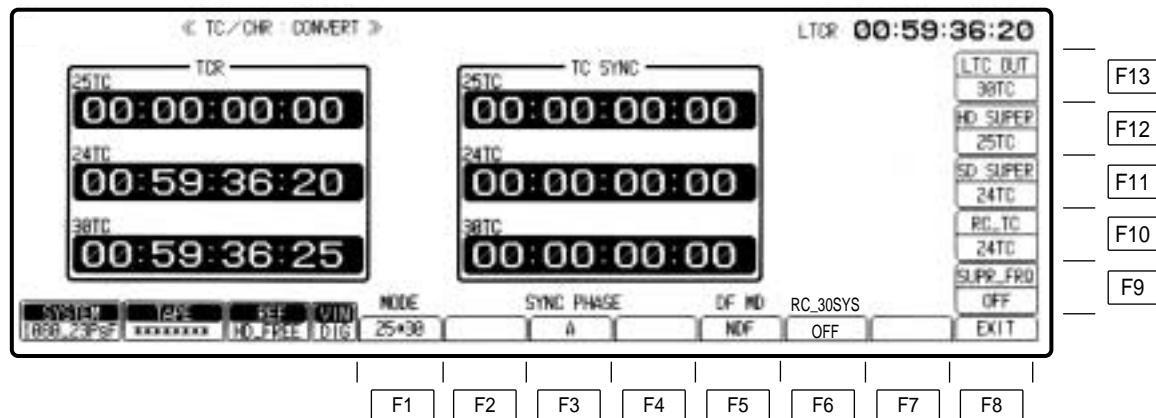 ≪ TC/CHR CONVERT ≫
LTCR 00:59:36:20
TCR
25TC
00:00:00:00
24TC
00:59:36:20
30TC
00:59:36:25
TC SYNC
25TC
00:00:00:00
24TC
00:00:00:00
30TC
00:00:00:00
LTC OUT
30TC
F13
HD SUPER
25TC
F12
SD SUPER
24TC
F11
RC_TC
24TC
F10
SUPR_FRO
OFF
F9
SYSTEM TAPE REF VIN
1080_23PSF ******** HD_FREE DIG
MODE SYNC PHASE DF MD RC_30SYS
25*30 A NDF OFF EXIT
F1 F2 F3 F4 F5 F6 F7 F8